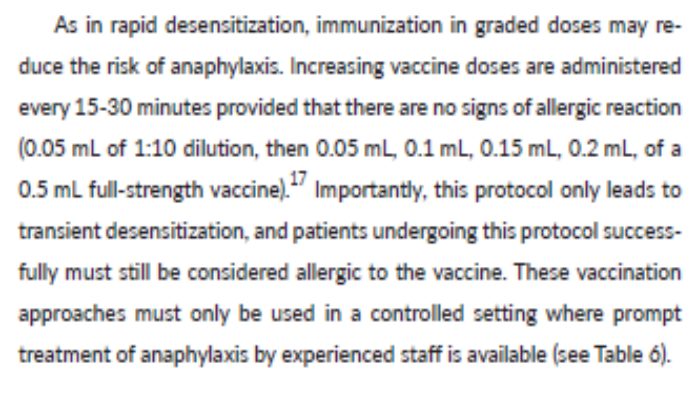 As in rapid desensitization, immunization in graded doses may re-
duce the risk of anaphylaxis. Increasing vaccine doses are administered
every 15-30 minutes provided that there are no signs of allergic reaction
(0.05 mL of 1:10 dilution, then 0.05 mL, 0.1 mL, 0.15 mL, 0.2 mL, of a
0.5 mL full-strength vaccine).17 Importantly, this protocol only leads to
transient desensitization, and patients undergoing this protocol success-
fully must still be considered allergic to the vaccine. These vaccination
approaches must only be used in a controlled setting where prompt
treatment of anaphylaxis by experienced staff is available (see Table 6).